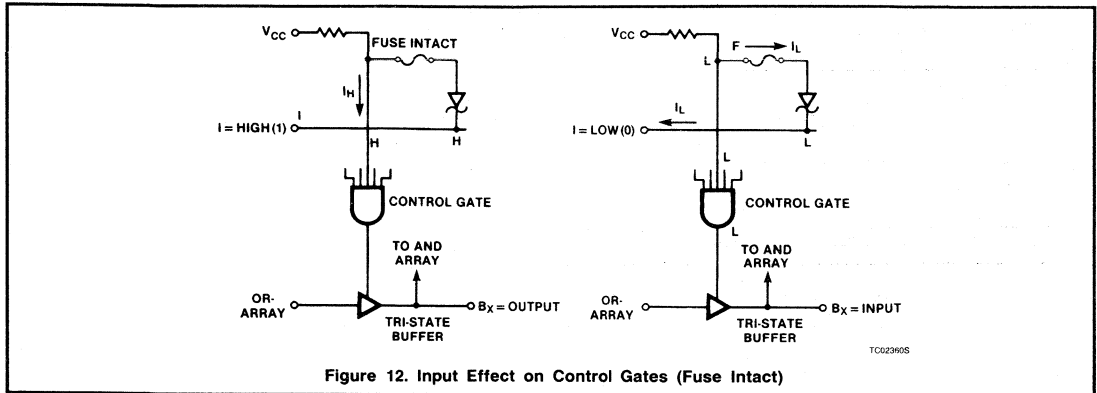 VCC
FUSE INTACT
IH
I
I = HIGH(1)
H
H
CONTROL GATE
TO AND
ARRAY
OR-
ARRAY
BX = OUTPUT
TRI-STATE
BUFFER
VCC
F
IL
L
IL
I = LOW(0)
L
L
CONTROL GATE
L
TO AND
ARRAY
OR-
ARRAY
BX = INPUT
TRI-STATE
BUFFER
TC02360S
Figure 12. Input Effect on Control Gates (Fuse Intact)